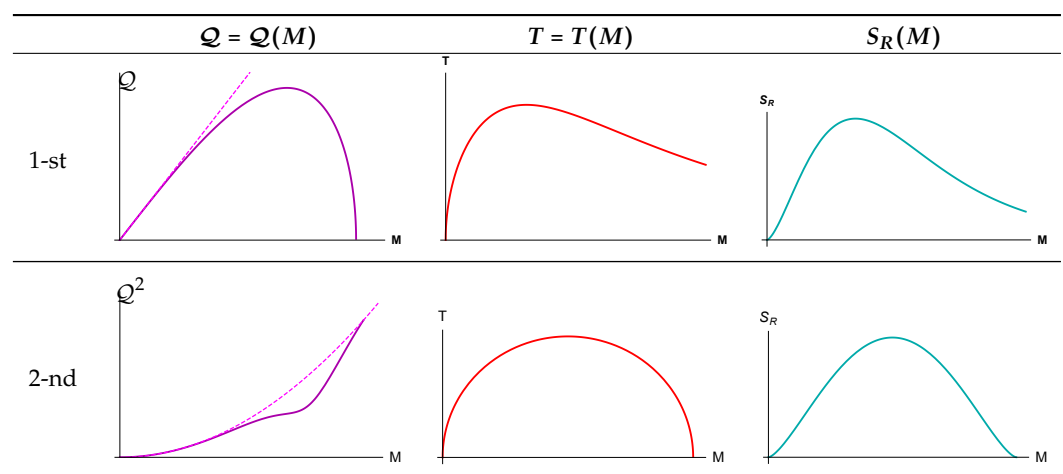 𝒬 = 𝒬(M) T = T(M) S_R(M)
𝒬 T S_R
1-st
M M M
𝒬² T S_R
2-nd
M M M